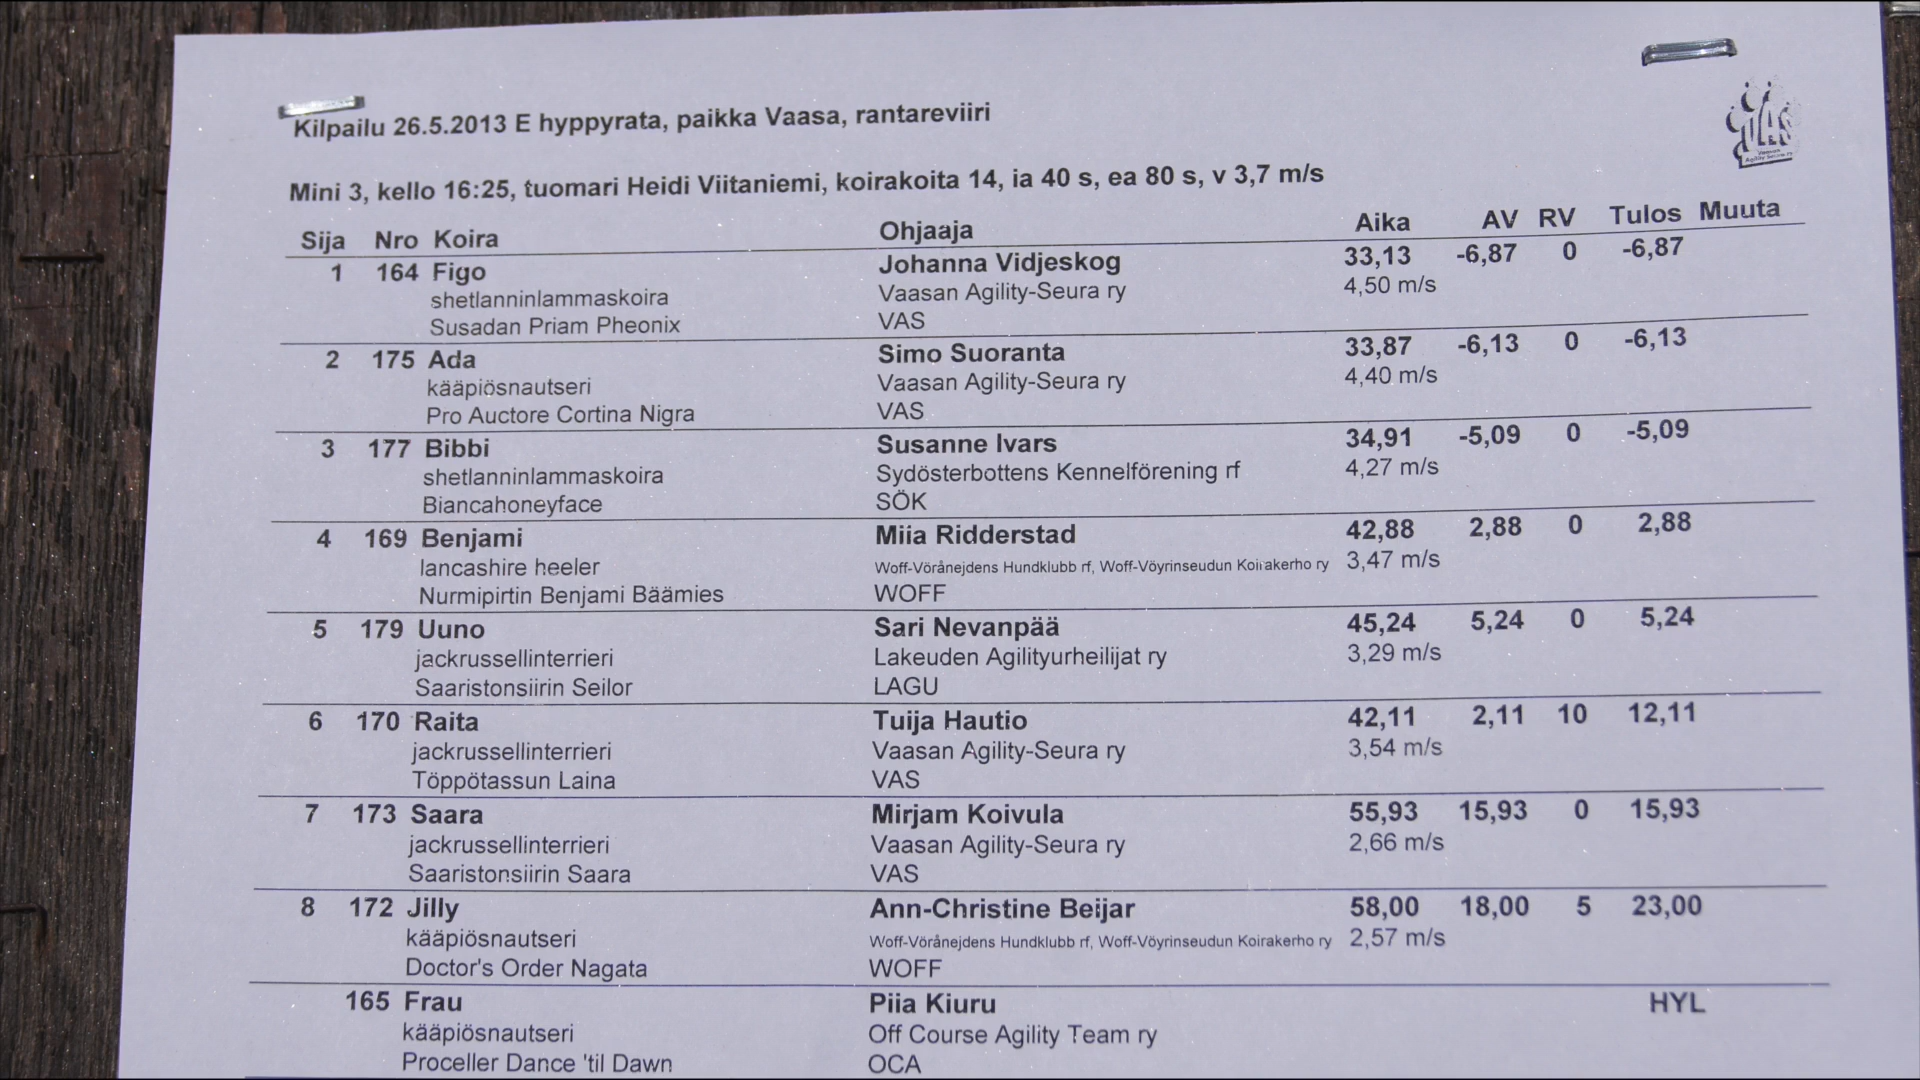 Kilpailu 26.5.2013 E hyppyrata, paikka Vaasa, rantareviiri
VAS
Vaasan
Agility-Seura ry
Mini 3, kello 16:25, tuomari Heidi Viitaniemi, koirakoita 14, ia 40 s, ea 80 s, v 3,7 m/s
Sija Nro Koira Ohjaaja Aika AV RV Tulos Muuta
1 164 Figo Johanna Vidjeskog 33,13 -6,87 0 -6,87
shetlanninlammaskoira Vaasan Agility-Seura ry 4,50 m/s
Susadan Priam Pheonix VAS
2 175 Ada Simo Suoranta 33,87 -6,13 0 -6,13
kääpiösnautseri Vaasan Agility-Seura ry 4,40 m/s
Pro Auctore Cortina Nigra VAS
3 177 Bibbi Susanne Ivars 34,91 -5,09 0 -5,09
shetlanninlammaskoira Sydösterbottens Kennelförening rf 4,27 m/s
Biancahoneyface SÖK
4 169 Benjami Miia Ridderstad 42,88 2,88 0 2,88
lancashire heeler Woff-Vörånejdens Hundklubb rf, Woff-Vöyrinseudun Koirakerho ry 3,47 m/s
Nurmipirtin Benjami Bäämies WOFF
5 179 Uuno Sari Nevanpää 45,24 5,24 0 5,24
jackrussellinterrieri Lakeuden Agilityurheilijat ry 3,29 m/s
Saaristonsiirin Seilor LAGU
6 170 Raita Tuija Hautio 42,11 2,11 10 12,11
jackrussellinterrieri Vaasan Agility-Seura ry 3,54 m/s
Töppötassun Laina VAS
7 173 Saara Mirjam Koivula 55,93 15,93 0 15,93
jackrussellinterrieri Vaasan Agility-Seura ry 2,66 m/s
Saaristonsiirin Saara VAS
8 172 Jilly Ann-Christine Beijar 58,00 18,00 5 23,00
kääpiösnautseri Woff-Vörånejdens Hundklubb rf, Woff-Vöyrinseudun Koirakerho ry 2,57 m/s
Doctor's Order Nagata WOFF
165 Frau Piia Kiuru HYL
kääpiösnautseri Off Course Agility Team ry
Proceller Dance 'til Dawn OCA